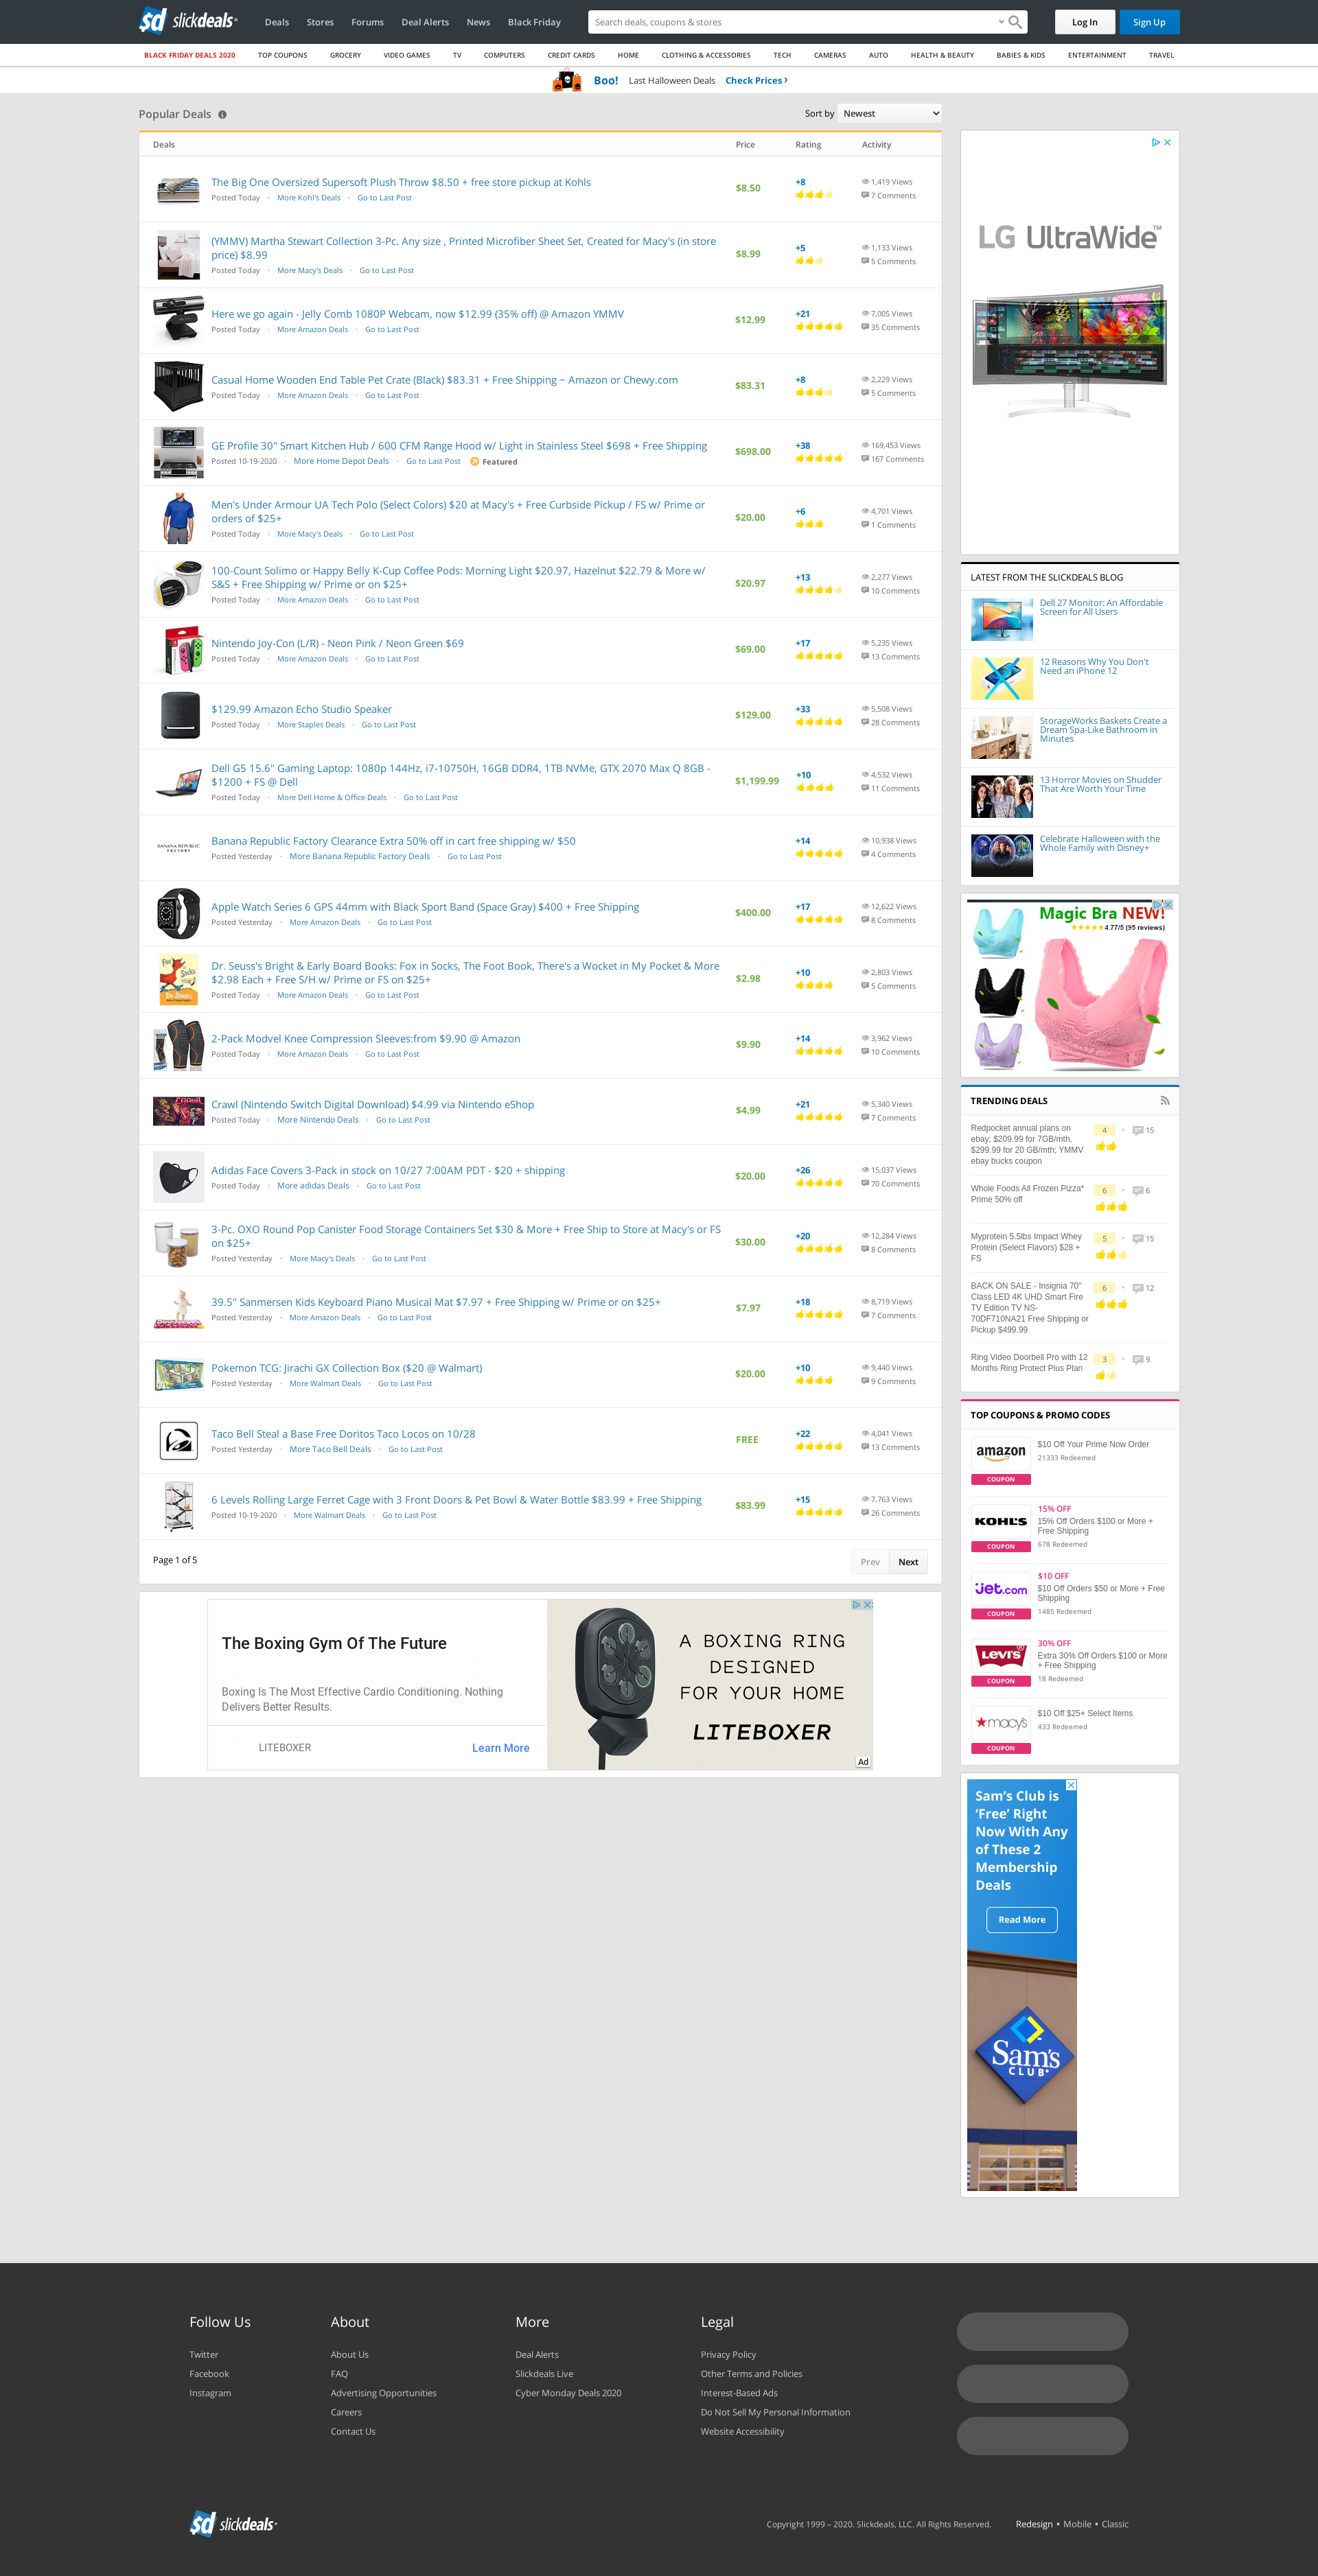 slickdeals
Deals Stores Forums Deal Alerts News Black Friday
Search deals, coupons & stores
Log In Sign Up
BLACK FRIDAY DEALS 2020 TOP COUPONS GROCERY VIDEO GAMES TV COMPUTERS CREDIT CARDS HOME CLOTHING & ACCESSORIES TECH CAMERAS AUTO HEALTH & BEAUTY BABIES & KIDS ENTERTAINMENT TRAVEL
Boo! Last Halloween Deals Check Prices ›
Popular Deals
Sort by Newest
Deals Price Rating Activity
The Big One Oversized Supersoft Plush Throw $8.50 + free store pickup at Kohls
Posted Today · More Kohl's Deals · Go to Last Post
$8.50 +8 1,419 Views
7 Comments
(YMMV) Martha Stewart Collection 3-Pc. Any size , Printed Microfiber Sheet Set, Created for Macy's (in store
price) $8.99
Posted Today · More Macy's Deals · Go to Last Post
$8.99 +5 1,133 Views
5 Comments
Here we go again - Jelly Comb 1080P Webcam, now $12.99 (35% off) @ Amazon YMMV
Posted Today · More Amazon Deals · Go to Last Post
$12.99 +21 7,005 Views
35 Comments
Casual Home Wooden End Table Pet Crate (Black) $83.31 + Free Shipping ~ Amazon or Chewy.com
Posted Today · More Amazon Deals · Go to Last Post
$83.31 +8 2,229 Views
5 Comments
GE Profile 30" Smart Kitchen Hub / 600 CFM Range Hood w/ Light in Stainless Steel $698 + Free Shipping
Posted 10-19-2020 · More Home Depot Deals · Go to Last Post Featured
$698.00 +38 169,453 Views
167 Comments
Men's Under Armour UA Tech Polo (Select Colors) $20 at Macy's + Free Curbside Pickup / FS w/ Prime or
orders of $25+
Posted Today · More Macy's Deals · Go to Last Post
$20.00 +6 4,701 Views
1 Comments
100-Count Solimo or Happy Belly K-Cup Coffee Pods: Morning Light $20.97, Hazelnut $22.79 & More w/
S&S + Free Shipping w/ Prime or on $25+
Posted Today · More Amazon Deals · Go to Last Post
$20.97 +13 2,277 Views
10 Comments
Nintendo Joy-Con (L/R) - Neon Pink / Neon Green $69
Posted Today · More Amazon Deals · Go to Last Post
$69.00 +17 5,235 Views
13 Comments
$129.99 Amazon Echo Studio Speaker
Posted Today · More Staples Deals · Go to Last Post
$129.00 +33 5,508 Views
28 Comments
Dell G5 15.6" Gaming Laptop: 1080p 144Hz, i7-10750H, 16GB DDR4, 1TB NVMe, GTX 2070 Max Q 8GB -
$1200 + FS @ Dell
Posted Today · More Dell Home & Office Deals · Go to Last Post
$1,199.99 +10 4,532 Views
11 Comments
BANANA REPUBLIC
FACTORY
Banana Republic Factory Clearance Extra 50% off in cart free shipping w/ $50
Posted Yesterday · More Banana Republic Factory Deals · Go to Last Post
+14 10,938 Views
4 Comments
Apple Watch Series 6 GPS 44mm with Black Sport Band (Space Gray) $400 + Free Shipping
Posted Yesterday · More Amazon Deals · Go to Last Post
$400.00 +17 12,622 Views
8 Comments
Dr. Seuss's Bright & Early Board Books: Fox in Socks, The Foot Book, There's a Wocket in My Pocket & More
$2.98 Each + Free S/H w/ Prime or FS on $25+
Posted Today · More Amazon Deals · Go to Last Post
$2.98 +10 2,803 Views
5 Comments
2-Pack Modvel Knee Compression Sleeves:from $9.90 @ Amazon
Posted Today · More Amazon Deals · Go to Last Post
$9.90 +14 3,962 Views
10 Comments
Crawl (Nintendo Switch Digital Download) $4.99 via Nintendo eShop
Posted Today · More Nintendo Deals · Go to Last Post
$4.99 +21 5,340 Views
7 Comments
Adidas Face Covers 3-Pack in stock on 10/27 7:00AM PDT - $20 + shipping
Posted Today · More adidas Deals · Go to Last Post
$20.00 +26 15,037 Views
70 Comments
3-Pc. OXO Round Pop Canister Food Storage Containers Set $30 & More + Free Ship to Store at Macy's or FS
on $25+
Posted Yesterday · More Macy's Deals · Go to Last Post
$30.00 +20 12,284 Views
8 Comments
39.5" Sanmersen Kids Keyboard Piano Musical Mat $7.97 + Free Shipping w/ Prime or on $25+
Posted Yesterday · More Amazon Deals · Go to Last Post
$7.97 +18 8,719 Views
7 Comments
Pokemon TCG: Jirachi GX Collection Box ($20 @ Walmart)
Posted Yesterday · More Walmart Deals · Go to Last Post
$20.00 +10 9,440 Views
9 Comments
Taco Bell Steal a Base Free Doritos Taco Locos on 10/28
Posted Yesterday · More Taco Bell Deals · Go to Last Post
FREE +22 4,041 Views
13 Comments
6 Levels Rolling Large Ferret Cage with 3 Front Doors & Pet Bowl & Water Bottle $83.99 + Free Shipping
Posted 10-19-2020 · More Walmart Deals · Go to Last Post
$83.99 +15 7,763 Views
26 Comments
Page 1 of 5
Prev Next
The Boxing Gym Of The Future
Boxing Is The Most Effective Cardio Conditioning. Nothing
Delivers Better Results.
LITEBOXER Learn More
A BOXING RING
DESIGNED
FOR YOUR HOME
LITEBOXER
Ad
LG UltraWide™
LATEST FROM THE SLICKDEALS BLOG
Dell 27 Monitor: An Affordable
Screen for All Users
12 Reasons Why You Don't
Need an iPhone 12
StorageWorks Baskets Create a
Dream Spa-Like Bathroom in
Minutes
13 Horror Movies on Shudder
That Are Worth Your Time
Celebrate Halloween with the
Whole Family with Disney+
Magic Bra NEW!
4.77/5 (95 reviews)
TRENDING DEALS
Redpocket annual plans on
ebay; $209.99 for 7GB/mth,
$299.99 for 20 GB/mth; YMMV
ebay bucks coupon
4 · 15
Whole Foods All Frozen Pizza*
Prime 50% off
6 · 6
Myprotein 5.5lbs Impact Whey
Protein (Select Flavors) $28 +
FS
5 · 15
BACK ON SALE - Insignia 70"
Class LED 4K UHD Smart Fire
TV Edition TV NS-
70DF710NA21 Free Shipping or
Pickup $499.99
6 · 12
Ring Video Doorbell Pro with 12
Months Ring Protect Plus Plan
3 · 9
TOP COUPONS & PROMO CODES
amazon
COUPON
$10 Off Your Prime Now Order
21333 Redeemed
KOHL'S
COUPON
15% OFF
15% Off Orders $100 or More +
Free Shipping
678 Redeemed
jet.com
COUPON
$10 OFF
$10 Off Orders $50 or More + Free
Shipping
1485 Redeemed
LEVI'S
COUPON
30% OFF
Extra 30% Off Orders $100 or More
+ Free Shipping
18 Redeemed
macy's
COUPON
$10 Off $25+ Select Items
433 Redeemed
Sam's Club is
'Free' Right
Now With Any
of These 2
Membership
Deals
Read More
Sam's
CLUB
Follow Us
Twitter
Facebook
Instagram
About
About Us
FAQ
Advertising Opportunities
Careers
Contact Us
More
Deal Alerts
Slickdeals Live
Cyber Monday Deals 2020
Legal
Privacy Policy
Other Terms and Policies
Interest-Based Ads
Do Not Sell My Personal Information
Website Accessibility
slickdeals
Copyright 1999 – 2020. Slickdeals, LLC. All Rights Reserved. Redesign • Mobile • Classic